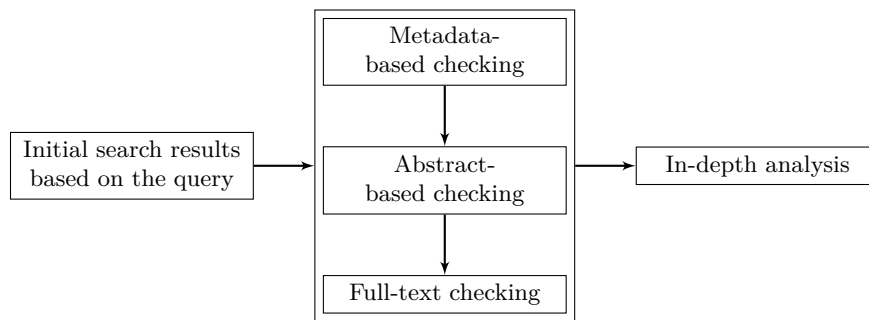 Metadata-
based checking
Initial search results
based on the query
Abstract-
based checking
In-depth analysis
Full-text checking